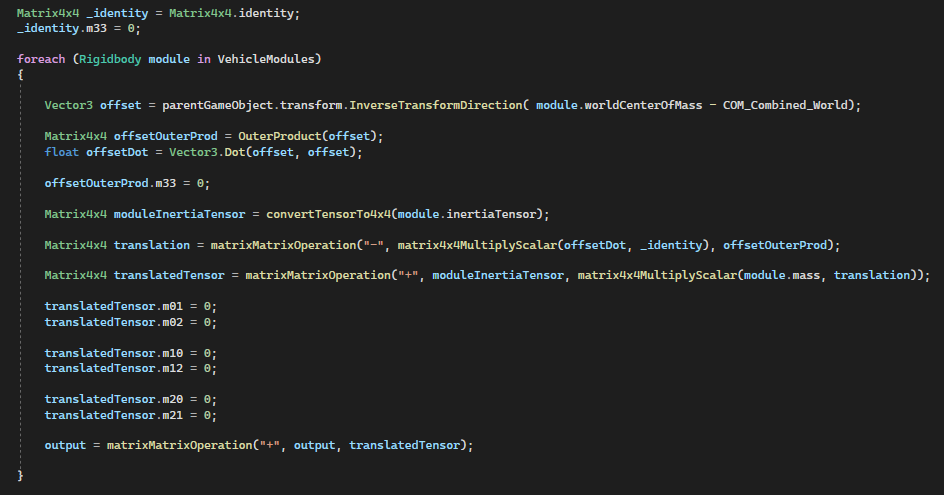 Matrix4x4 _identity = Matrix4x4.identity;
_identity.m33 = 0;
foreach (Rigidbody module in VehicleModules)
{
Vector3 offset = parentGameObject.transform.InverseTransformDirection( module.worldCenterOfMass - COM_Combined_World);
Matrix4x4 offsetOuterProd = OuterProduct(offset);
float offsetDot = Vector3.Dot(offset, offset);
offsetOuterProd.m33 = 0;
Matrix4x4 moduleInertiaTensor = convertTensorTo4x4(module.inertiaTensor);
Matrix4x4 translation = matrixMatrixOperation("-", matrix4x4MultiplyScalar(offsetDot, _identity), offsetOuterProd);
Matrix4x4 translatedTensor = matrixMatrixOperation("+", moduleInertiaTensor, matrix4x4MultiplyScalar(module.mass, translation));
translatedTensor.m01 = 0;
translatedTensor.m02 = 0;
translatedTensor.m10 = 0;
translatedTensor.m12 = 0;
translatedTensor.m20 = 0;
translatedTensor.m21 = 0;
output = matrixMatrixOperation("+", output, translatedTensor);
}